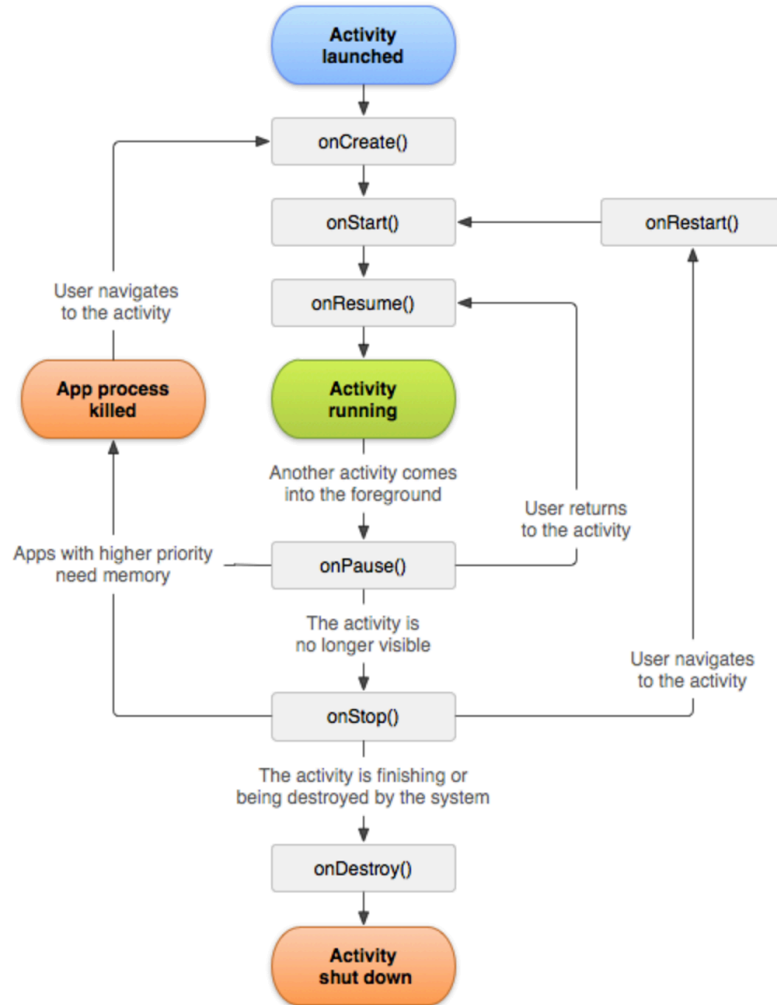 Activity
launched
onCreate()
onStart()
onRestart()
User navigates
to the activity
onResume()
App process
killed
Activity
running
Another activity comes
into the foreground
User returns
to the activity
Apps with higher priority
need memory
onPause()
The activity is
no longer visible
User navigates
to the activity
onStop()
The activity is finishing or
being destroyed by the system
onDestroy()
Activity
shut down